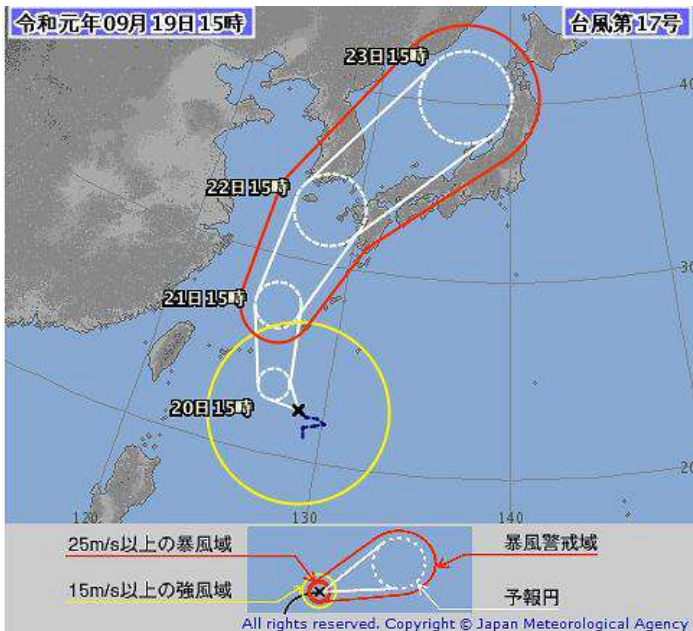 令和元年09月19日15時
台風第17号
23日15時
40
22日15時
30
21日15時
20日15時
20
120
130
140
25m/s以上の暴風域
暴風警戒域
15m/s以上の強風域
予報円
All rights reserved. Copyright © Japan Meteorological Agency